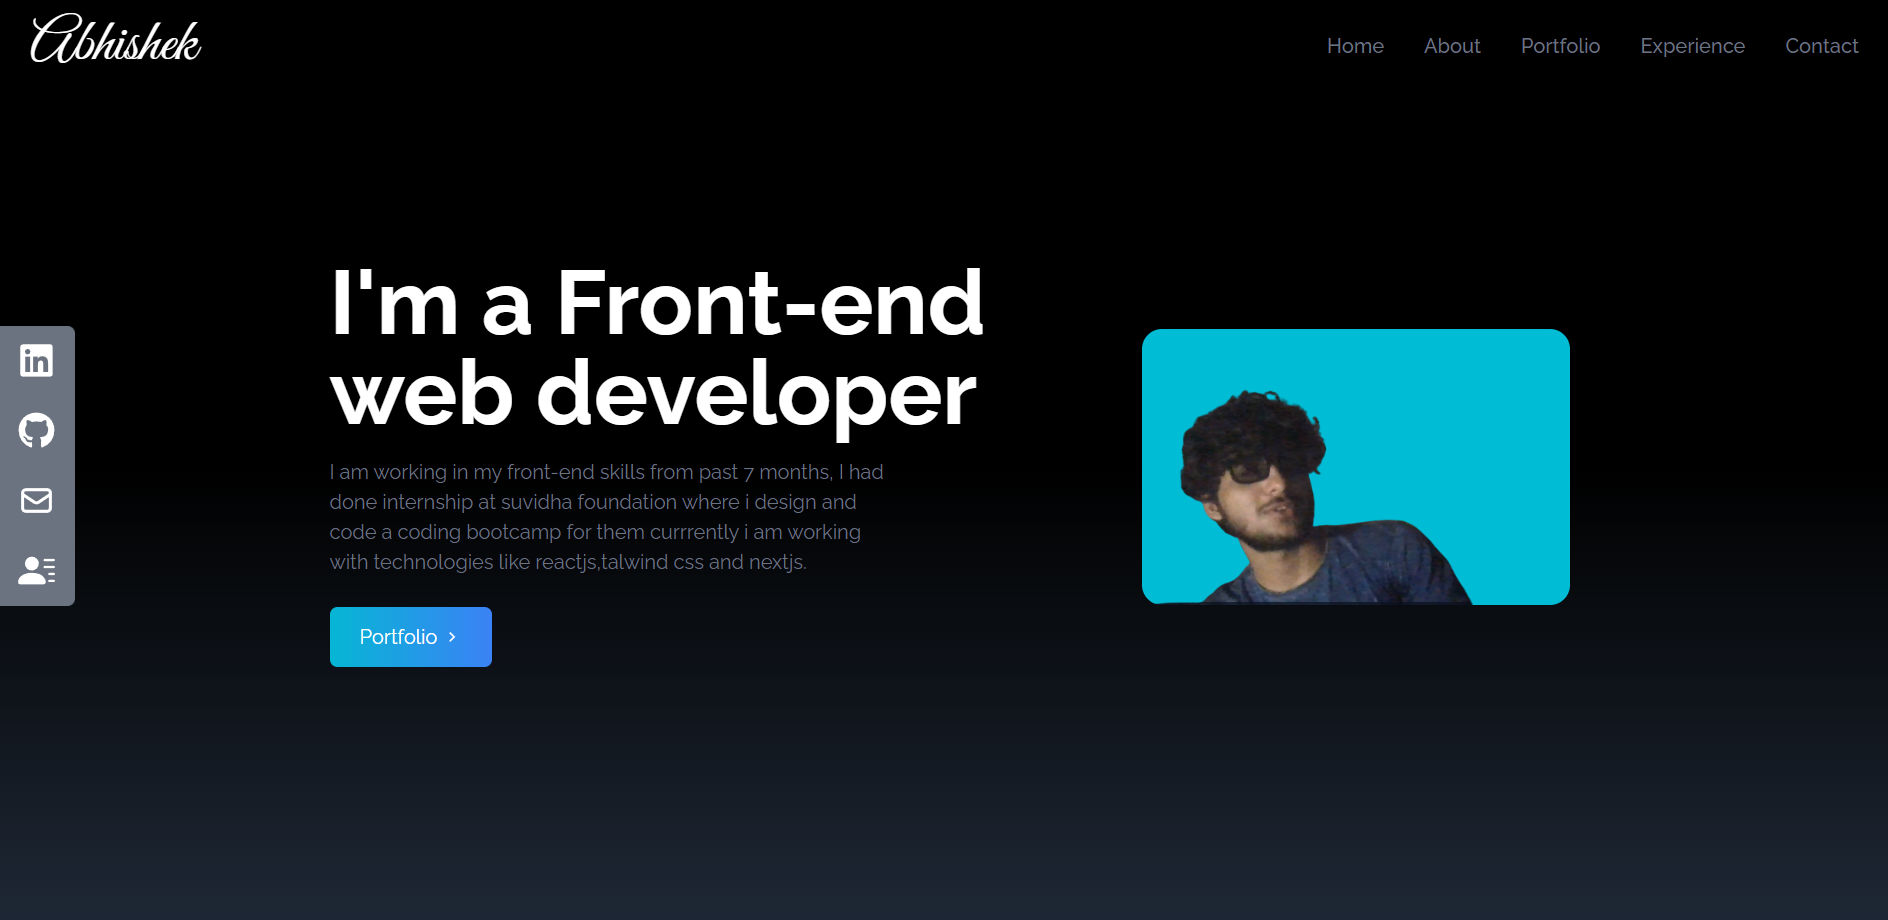 Abhishek
Home About Portfolio Experience Contact
I'm a Front-end
web developer
I am working in my front-end skills from past 7 months, I had
done internship at suvidha foundation where i design and
code a coding bootcamp for them currrently i am working
with technologies like reactjs,talwind css and nextjs.
Portfolio
in